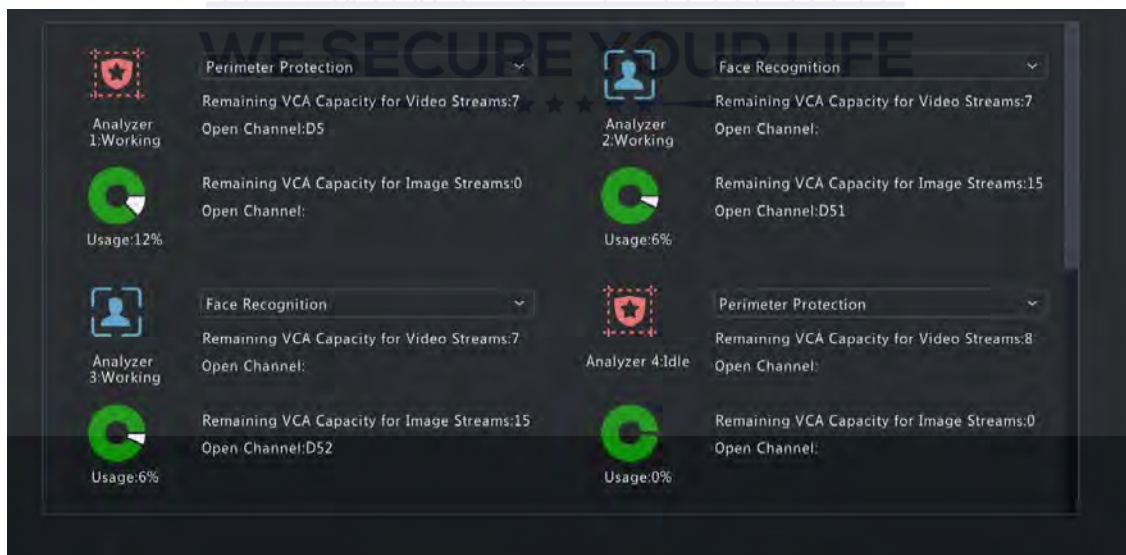 WE SECURE YOUR LIFE
Perimeter Protection
Remaining VCA Capacity for Video Streams:7
Open Channel:D5
Analyzer
1:Working
Remaining VCA Capacity for Image Streams:0
Open Channel:
Usage:12%
Face Recognition
Remaining VCA Capacity for Video Streams:7
Open Channel:
Analyzer
2:Working
Remaining VCA Capacity for Image Streams:15
Open Channel:D51
Usage:6%
Face Recognition
Remaining VCA Capacity for Video Streams:7
Open Channel:
Analyzer
3:Working
Remaining VCA Capacity for Image Streams:15
Open Channel:D52
Usage:6%
Perimeter Protection
Remaining VCA Capacity for Video Streams:8
Open Channel:
Analyzer 4:Idle
Remaining VCA Capacity for Image Streams:0
Open Channel:
Usage:0%